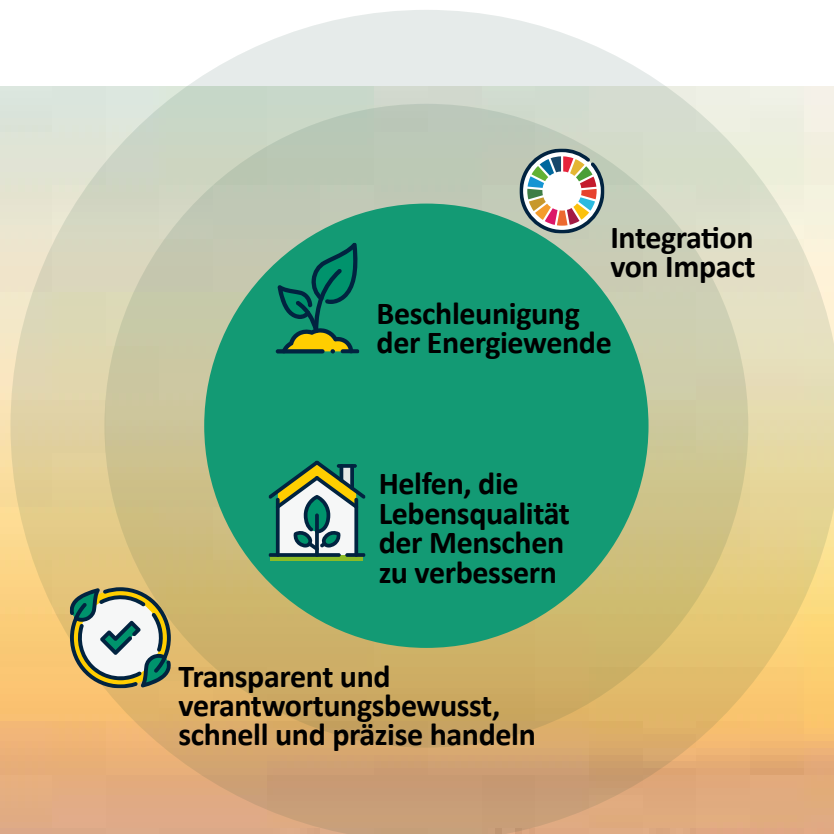 Integration
von Impact
Beschleunigung
der Energiewende
Helfen, die
Lebensqualität
der Menschen
zu verbessern
Transparent und
verantwortungsbewusst,
schnell und präzise handeln